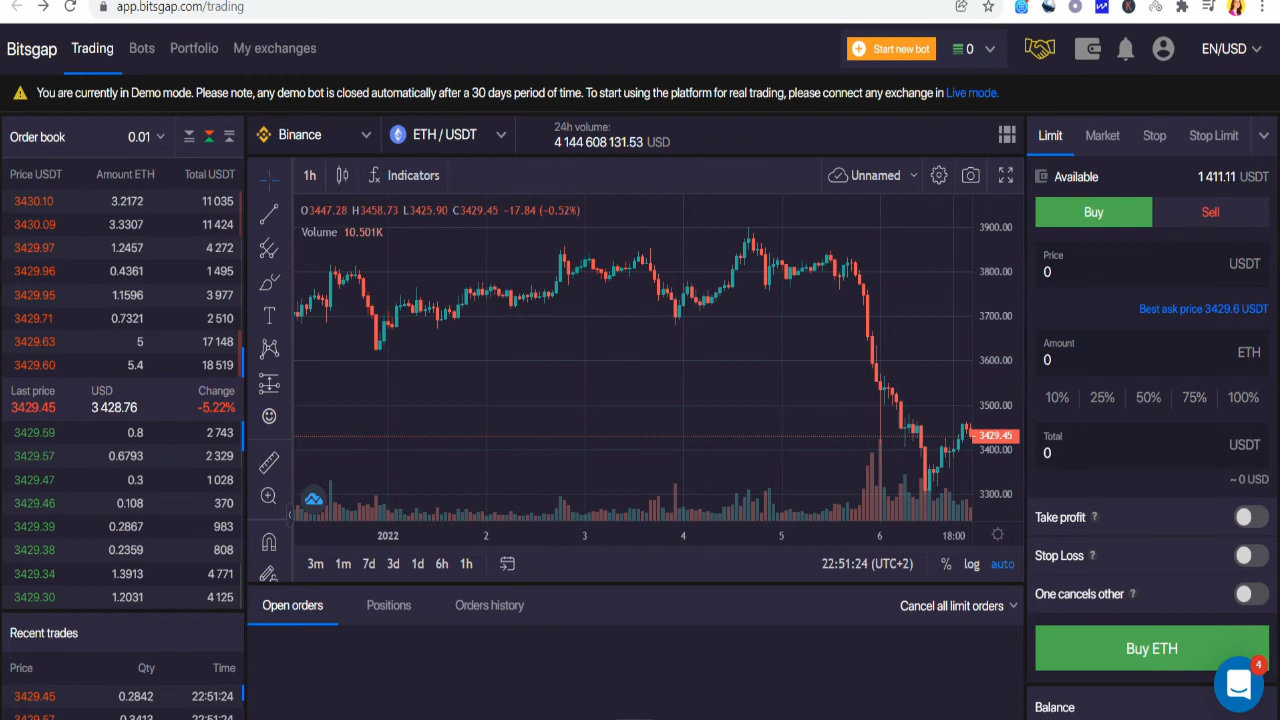 app.bitsgap.com/trading
Bitsgap Trading Bots Portfolio My exchanges Start new bot 0 EN/USD
You are currently in Demo mode. Please note, any demo bot is closed automatically after a 30 days period of time. To start using the platform for real trading, please connect any exchange in Live mode.
Order book 0.01
Price USDT Amount ETH Total USDT
3430.10 3.2172 11 035
3430.09 3.3307 11 424
3429.97 1.2457 4 272
3429.96 0.4361 1 495
3429.95 1.1596 3 977
3429.71 0.7321 2 510
3429.63 5 17 148
3429.60 5.4 18 519
Last price USD Change
3429.45 3 428.76 -5.22%
3429.59 0.8 2 743
3429.57 0.6793 2 329
3429.47 0.3 1 028
3429.46 0.108 370
3429.39 0.2867 983
3429.38 0.2359 808
3429.34 1.3913 4 771
3429.30 1.2031 4 125
Recent trades
Price Qty Time
3429.45 0.2842 22:51:24
3429.57 0.3413 22:51:24
Binance ETH / USDT
24h volume:
4 144 608 131.53 USD
1h Indicators Unnamed
O3447.28 H3458.73 L3425.90 C3429.45 −17.84 (−0.52%)
Volume 10.501K
3900.00
3800.00
3700.00
3600.00
3500.00
3429.45
3400.00
3300.00
2022 2 3 4 5 6 18:00
3m 1m 7d 3d 1d 6h 1h 22:51:24 (UTC+2) % log auto
Open orders Positions Orders history Cancel all limit orders
Limit Market Stop Stop Limit
Available 1 411.11 USDT
Buy Sell
Price
0 USDT
Best ask price 3429.6 USDT
Amount
0 ETH
10% 25% 50% 75% 100%
Total
0 USDT
~ 0 USD
Take profit ?
Stop Loss ?
One cancels other ?
Buy ETH
4
Balance